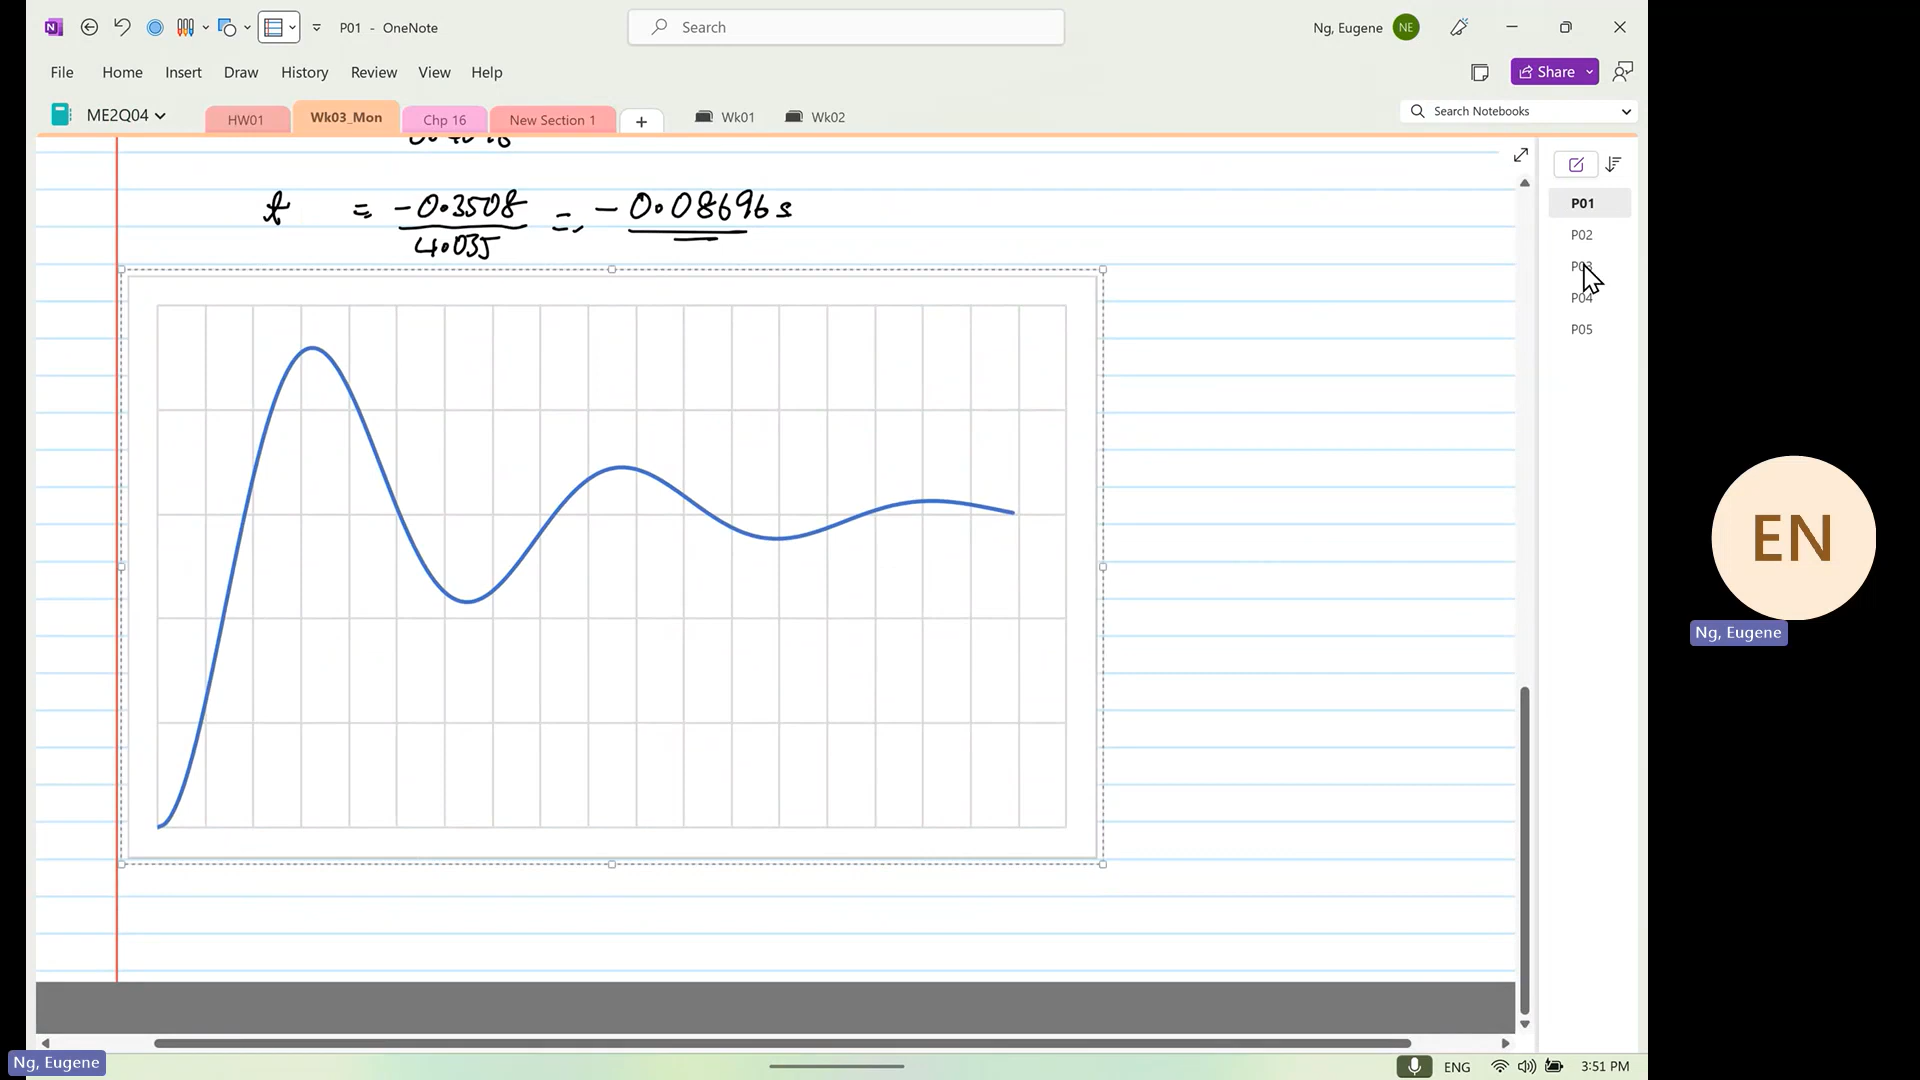 P01 - OneNote
Search
Ng, Eugene
NE
File Home Insert Draw History Review View Help
Share
ME2Q04
HW01
Wk03_Mon
Chp 16
New Section 1
+
Wk01
Wk02
Search Notebooks
t = -0.3508 / 4.035 = -0.08696 s
P01
P02
P03
P04
P05
EN
Ng, Eugene
Ng, Eugene
ENG
3:51 PM